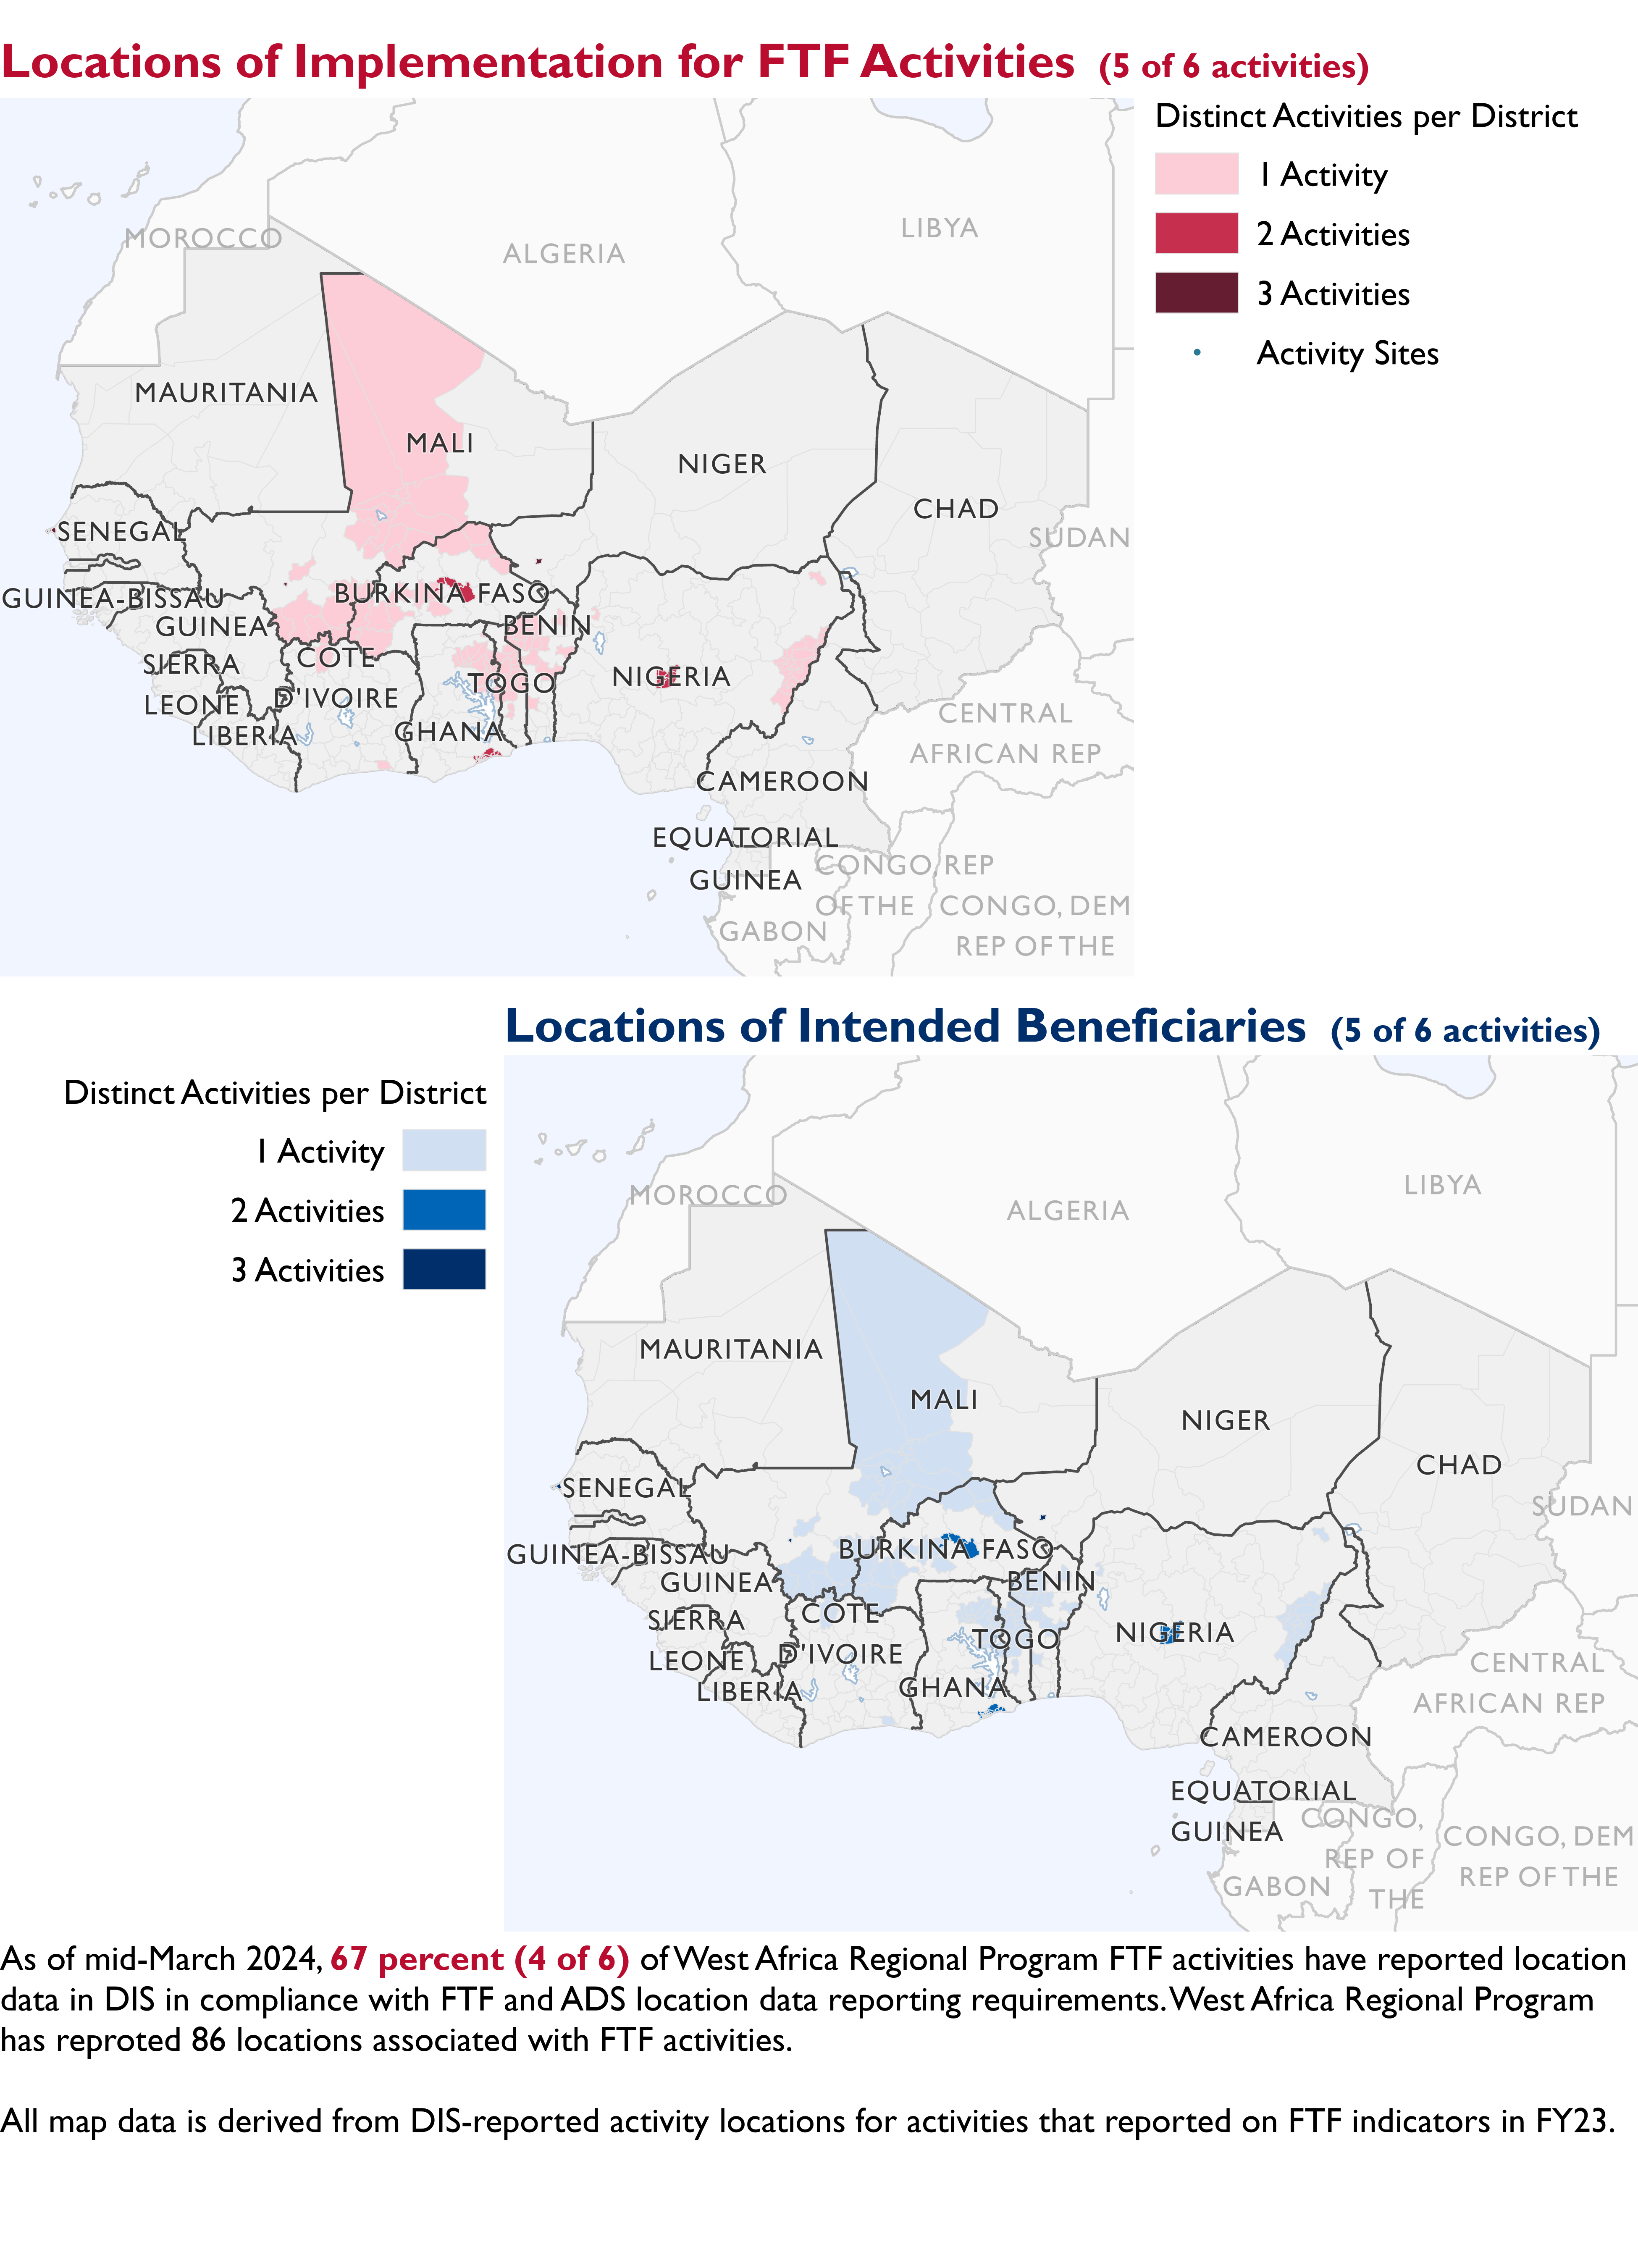 Locations of Implementation for FTF Activities (5 of 6 activities)
Distinct Activities per District
1 Activity
2 Activities
3 Activities
Activity Sites
MOROCCO
ALGERIA
LIBYA
MAURITANIA
MALI
NIGER
CHAD
SUDAN
SENEGAL
GUINEA-BISSAU
GUINEA
BURKINA FASO
BENIN
SIERRA
LEONE
CÔTE
D'IVOIRE
TOGO
NIGERIA
LIBERIA
GHANA
CENTRAL
AFRICAN REP
CAMEROON
EQUATORIAL
GUINEA
CONGO, REP
OF THE
CONGO, DEM
REP OF THE
GABON
Locations of Intended Beneficiaries (5 of 6 activities)
Distinct Activities per District
1 Activity
2 Activities
3 Activities
MOROCCO
ALGERIA
LIBYA
MAURITANIA
MALI
NIGER
CHAD
SUDAN
SENEGAL
GUINEA-BISSAU
GUINEA
BURKINA FASO
BENIN
SIERRA
LEONE
CÔTE
D'IVOIRE
TOGO
NIGERIA
LIBERIA
GHANA
CENTRAL
AFRICAN REP
CAMEROON
EQUATORIAL
GUINEA
CONGO,
REP OF
THE
CONGO, DEM
REP OF THE
GABON
As of mid-March 2024, 67 percent (4 of 6) of West Africa Regional Program FTF activities have reported location
data in DIS in compliance with FTF and ADS location data reporting requirements. West Africa Regional Program
has reproted 86 locations associated with FTF activities.
All map data is derived from DIS-reported activity locations for activities that reported on FTF indicators in FY23.